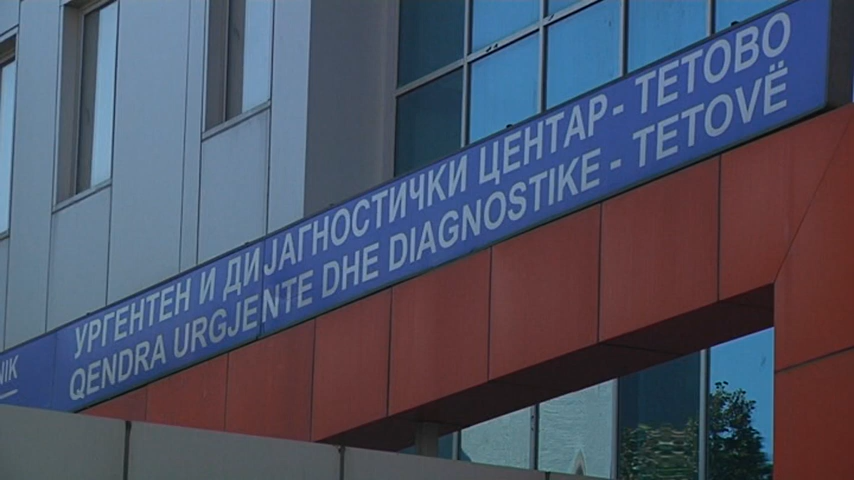 УРГЕНТЕН И ДИЈАГНОСТИЧКИ ЦЕНТАР - ТЕТОВО
QENDRA URGJENTE DHE DIAGNOSTIKE - TETOVË